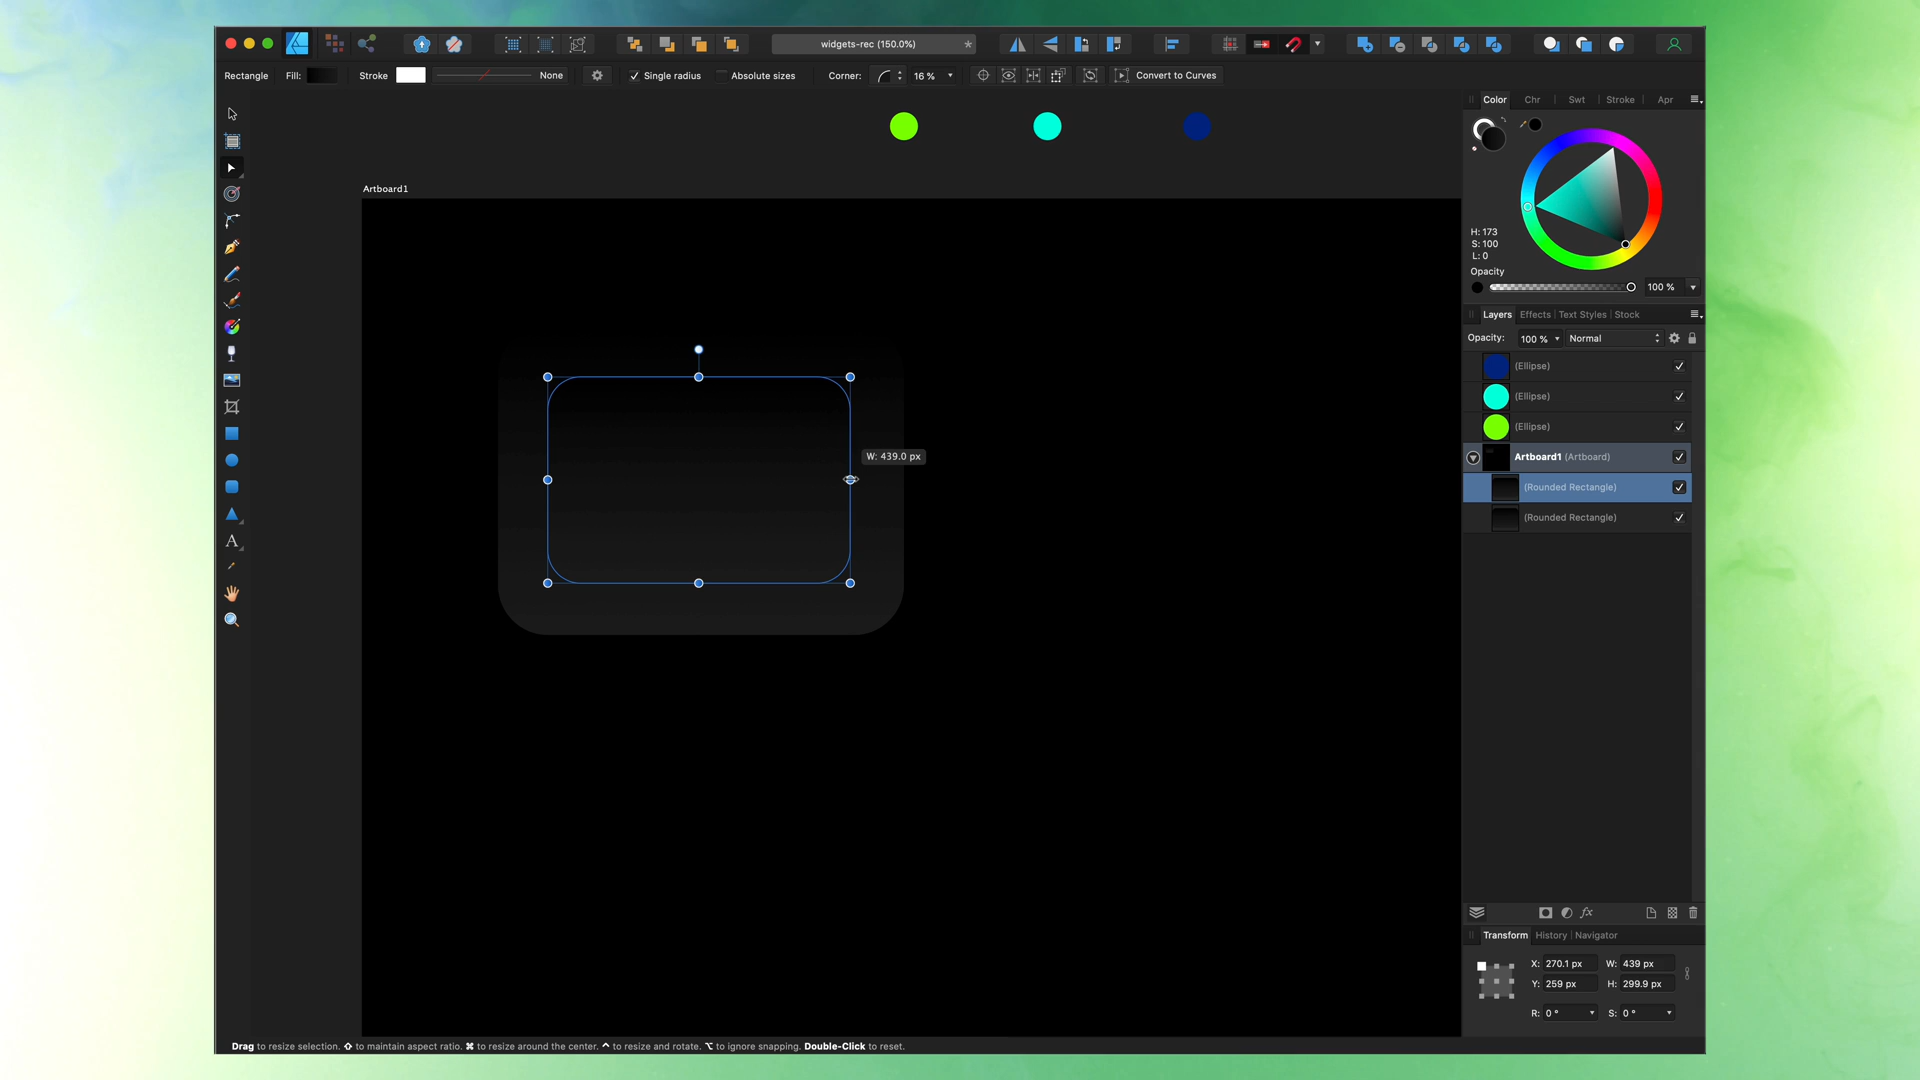 widgets-rec (150.0%)
Rectangle Fill: Stroke None Single radius Absolute sizes Corner: 16 % Convert to Curves
Color Chr Swt Stroke Apr
Artboard1
H: 173
S: 100
L: 0
Opacity
100 %
Layers Effects Text Styles Stock
Opacity: 100 % Normal
(Ellipse)
(Ellipse)
(Ellipse)
Artboard1 (Artboard)
(Rounded Rectangle)
(Rounded Rectangle)
W: 439.0 px
A
fx
Transform History Navigator
X: 270.1 px W: 439 px
Y: 259 px H: 299.9 px
R: 0 ° S: 0 °
Drag to resize selection. ⇧ to maintain aspect ratio. ⌘ to resize around the center. ⌃ to resize and rotate. ⌥ to ignore snapping. Double-Click to reset.